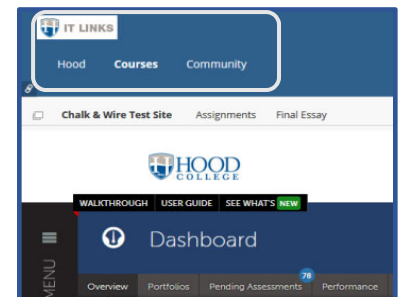 IT LINKS
Hood Courses Community
Chalk & Wire Test Site Assignments Final Essay
HOOD
COLLEGE
WALKTHROUGH USER GUIDE SEE WHAT'S NEW
Dashboard
MENU
78
Overview Portfolios Pending Assessments Performance